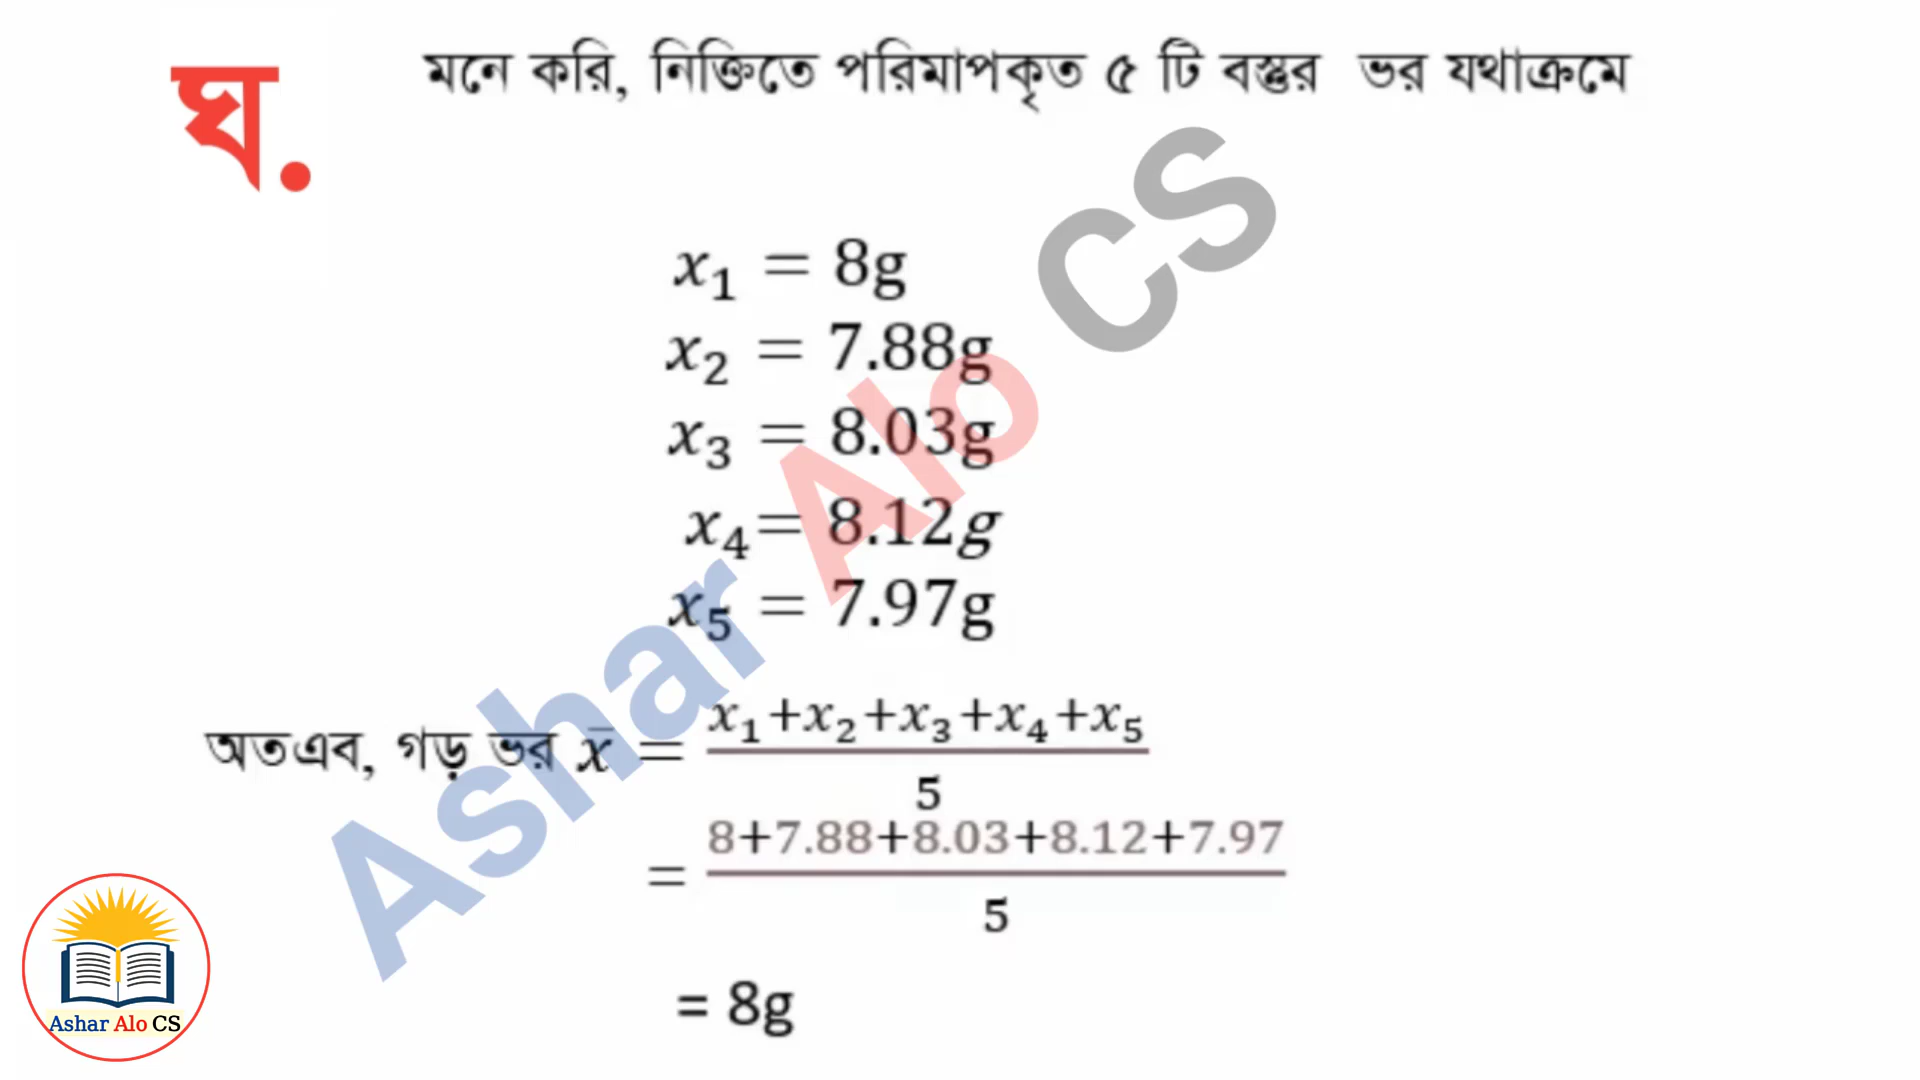 ঘ.
মনে করি, নিক্তিতে পরিমাপকৃত ৫ টি বস্তুর ভর যথাক্রমে
x₁ = 8g
x₂ = 7.88g
x₃ = 8.03g
x₄= 8.12g
x₅ = 7.97g
অতএব, গড় ভর x̅ = x₁+x₂+x₃+x₄+x₅
5
= 8+7.88+8.03+8.12+7.97
5
= 8g
Ashar Alo CS
Ashar Alo CS